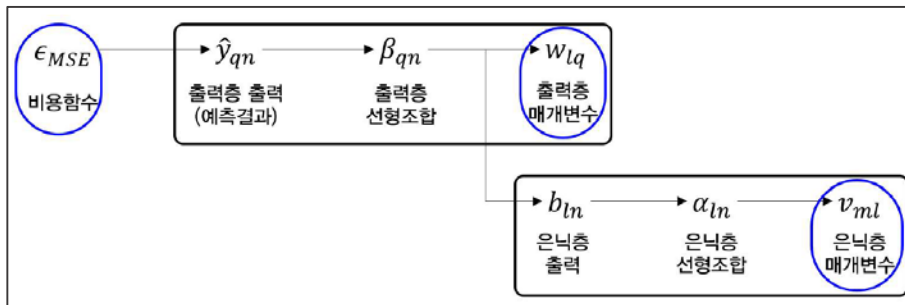 ϵ_MSE
비용함수
ŷ_qn
출력층 출력
(예측결과)
β_qn
출력층
선형조합
w_lq
출력층
매개변수
b_ln
은닉층
출력
α_ln
은닉층
선형조합
v_ml
은닉층
매개변수